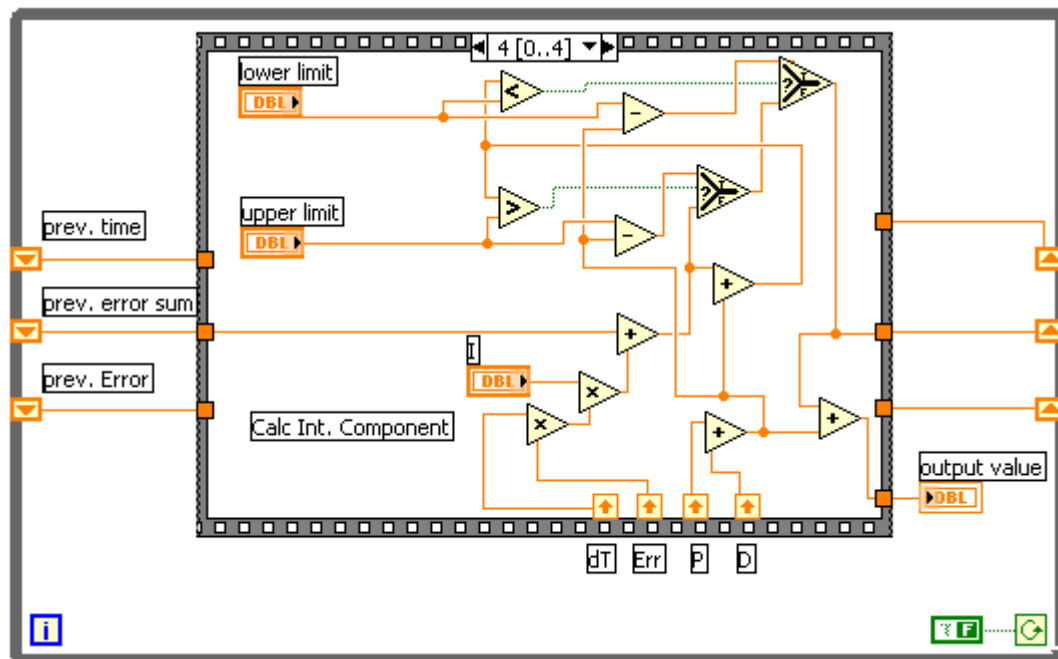 4 [0..4]
lower limit
DBL
upper limit
DBL
prev. time
prev. error sum
prev. Error
I
DBL
Calc Int. Component
output value
DBL
dT
Err
P
D
? T F
? T F
i
F